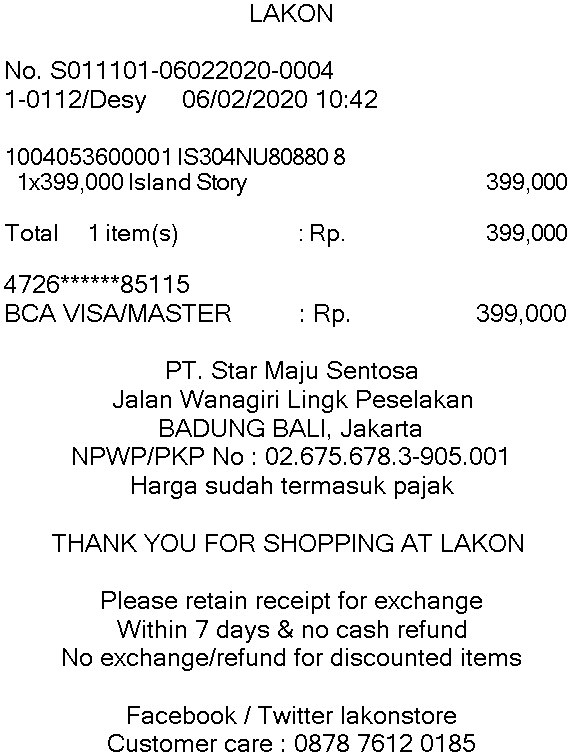 LAKON
No. S011101-06022020-0004
1-0112/Desy 06/02/2020 10:42
1004053600001 IS304NU80880 8
1x399,000 Island Story 399,000
Total 1 item(s) : Rp. 399,000
4726******85115
BCA VISA/MASTER : Rp. 399,000
PT. Star Maju Sentosa
Jalan Wanagiri Lingk Peselakan
BADUNG BALI, Jakarta
NPWP/PKP No : 02.675.678.3-905.001
Harga sudah termasuk pajak
THANK YOU FOR SHOPPING AT LAKON
Please retain receipt for exchange
Within 7 days & no cash refund
No exchange/refund for discounted items
Facebook / Twitter lakonstore
Customer care : 0878 7612 0185